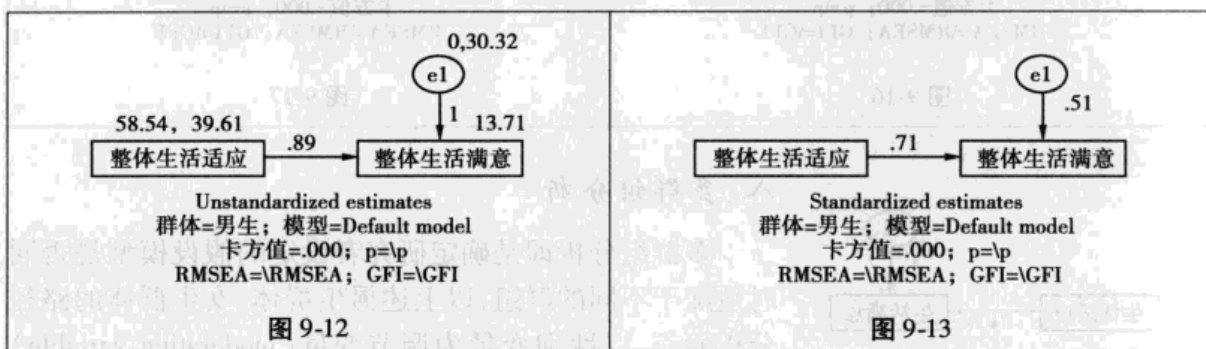 0,30.32
e1
1
58.54, 39.61
.89
13.71
整体生活适应
整体生活满意
Unstandardized estimates
群体=男生；模型=Default model
卡方值=.000；p=\p
RMSEA=\RMSEA；GFI=\GFI
图 9-12
e1
.51
.71
整体生活适应
整体生活满意
Standardized estimates
群体=男生；模型=Default model
卡方值=.000；p=\p
RMSEA=\RMSEA；GFI=\GFI
图 9-13